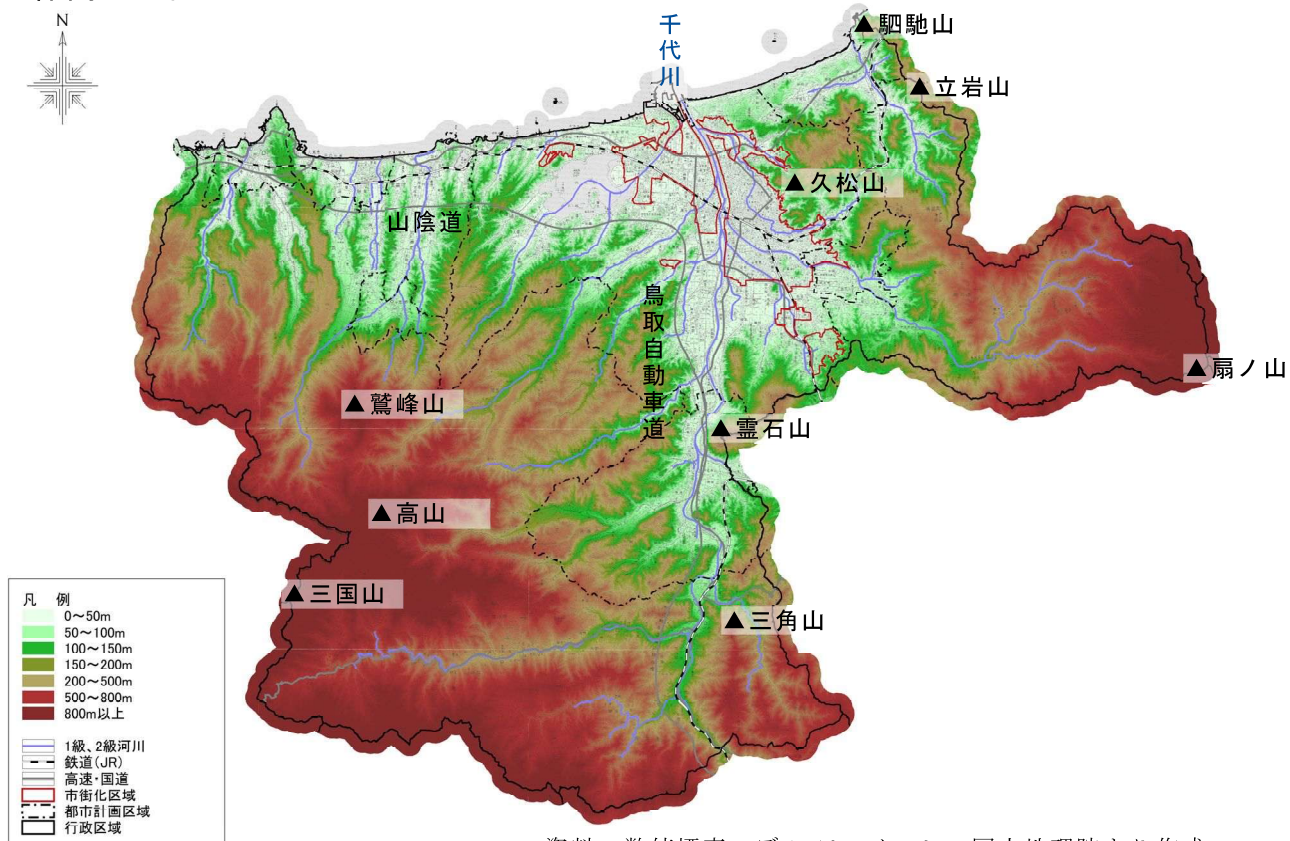 N
千代川
駟馳山
立岩山
久松山
山陰道
鳥取自動車道
扇ノ山
鷲峰山
霊石山
高山
三国山
三角山
凡 例
0～50m
50～100m
100～150m
150～200m
200～500m
500～800m
800m以上
1級、2級河川
鉄道(JR)
高速・国道
市街化区域
都市計画区域
行政区域